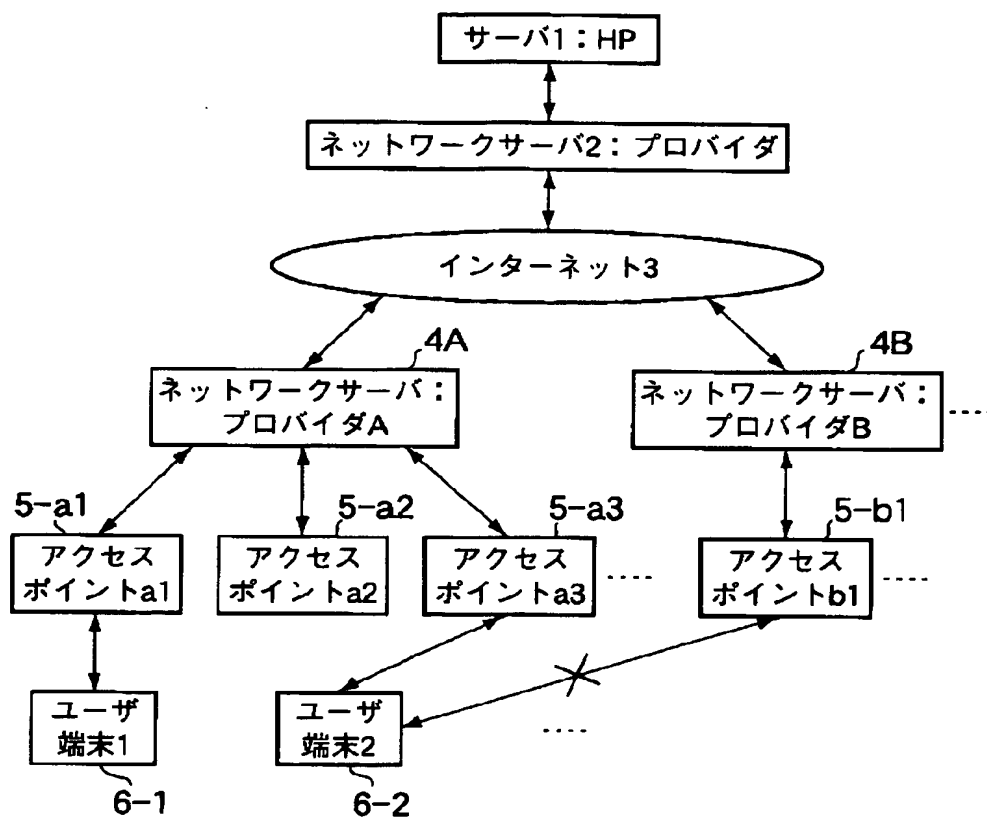 サーバ1：HP
ネットワークサーバ2：プロバイダ
インターネット3
4A
4B
ネットワークサーバ：
プロバイダA
ネットワークサーバ：
プロバイダB
5-a1
5-a2
5-a3
5-b1
アクセス
ポイントa1
アクセス
ポイントa2
アクセス
ポイントa3
アクセス
ポイントb1
ユーザ
端末1
ユーザ
端末2
6-1
6-2